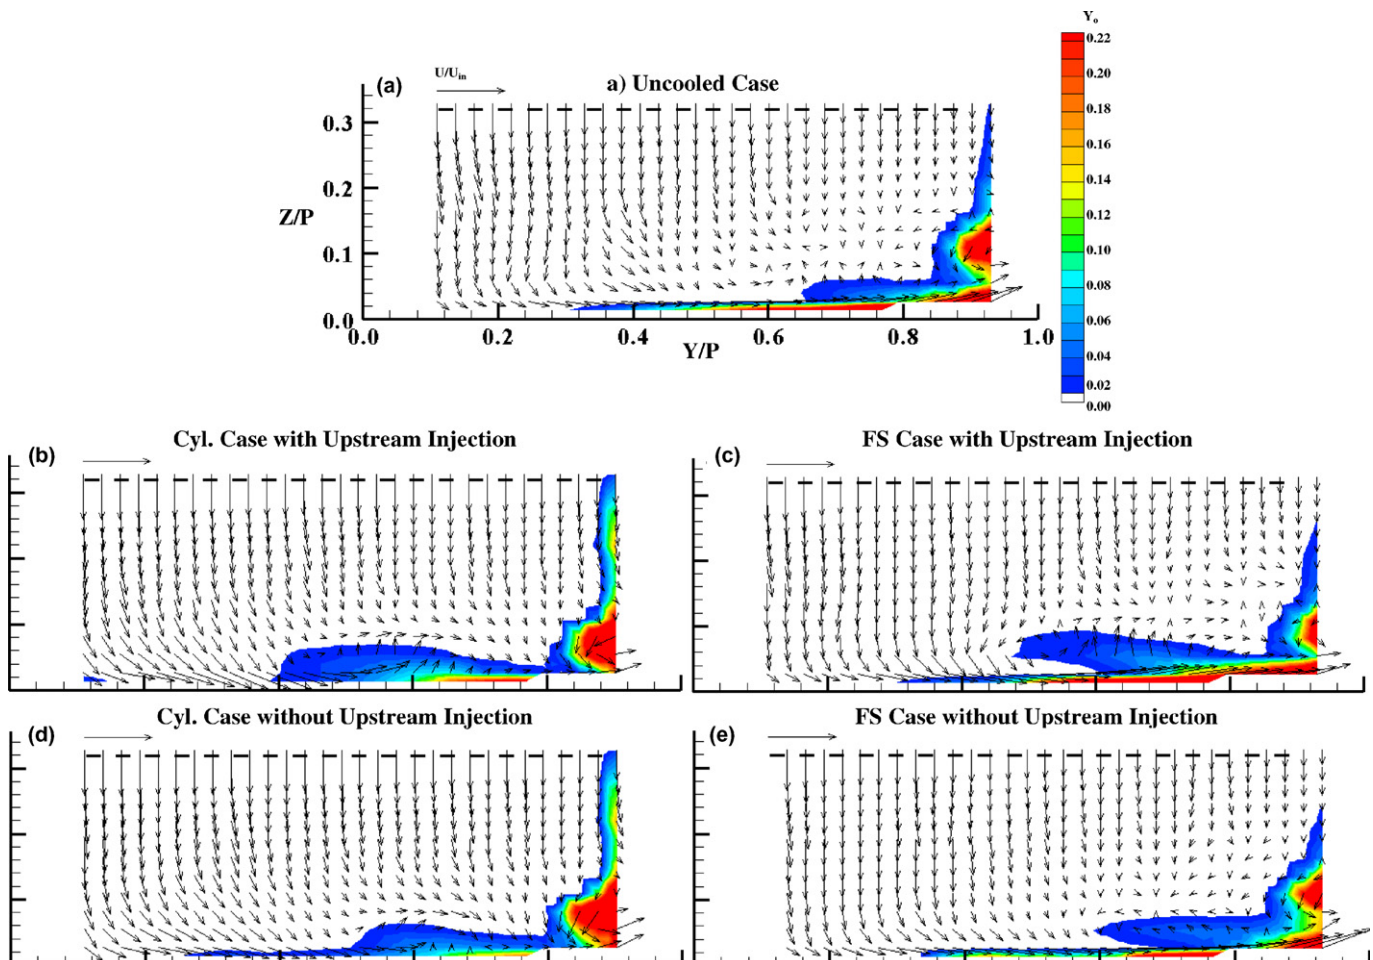 Yₒ
0.22
0.20
0.18
0.16
0.14
0.12
0.10
0.08
0.06
0.04
0.02
0.00
(a)
U/Uᵢₙ
a) Uncooled Case
Z/P
0.3
0.2
0.1
0.0
0.0 0.2 0.4 0.6 0.8 1.0
Y/P
(b)
Cyl. Case with Upstream Injection
(c)
FS Case with Upstream Injection
(d)
Cyl. Case without Upstream Injection
(e)
FS Case without Upstream Injection